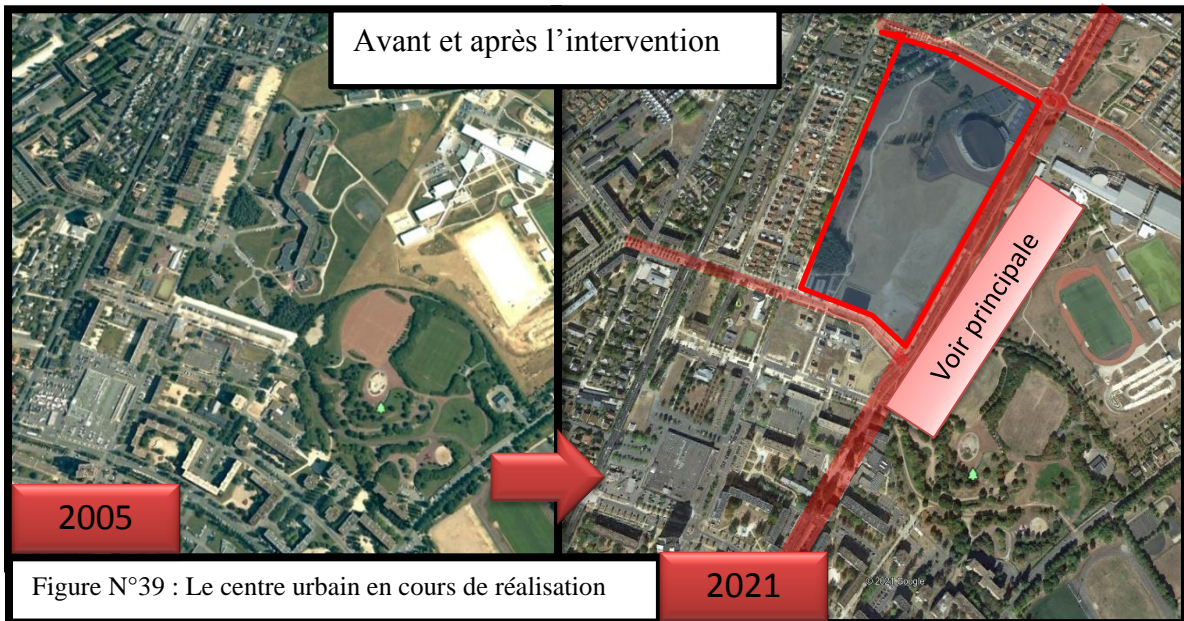 Avant et après l’intervention
Voir principale
2005
2021
© 2021 Google
Figure N°39 : Le centre urbain en cours de réalisation